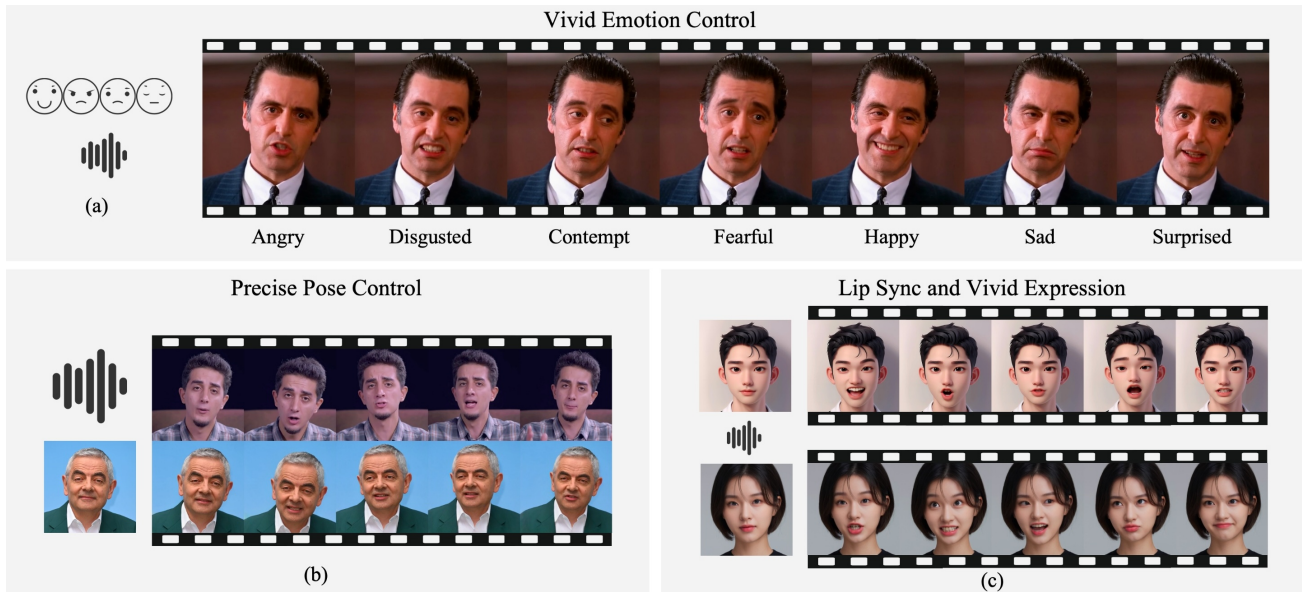 Vivid Emotion Control
(a)
Angry Disgusted Contempt Fearful Happy Sad Surprised
Precise Pose Control
(b)
Lip Sync and Vivid Expression
(c)